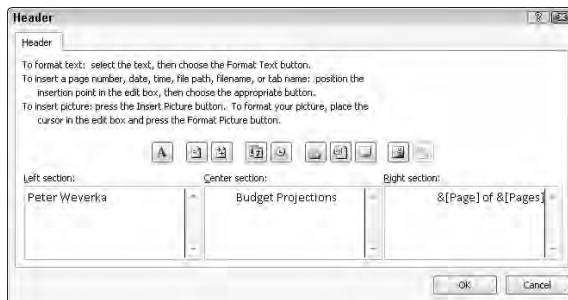 Header
Header
To format text: select the text, then choose the Format Text button.
To insert a page number, date, time, file path, filename, or tab name: position the
insertion point in the edit box, then choose the appropriate button.
To insert picture: press the Insert Picture button. To format your picture, place the
cursor in the edit box and press the Format Picture button.
A
Left section:
Center section:
Right section:
Peter Weverka
Budget Projections
&[Page] of &[Pages]
OK
Cancel